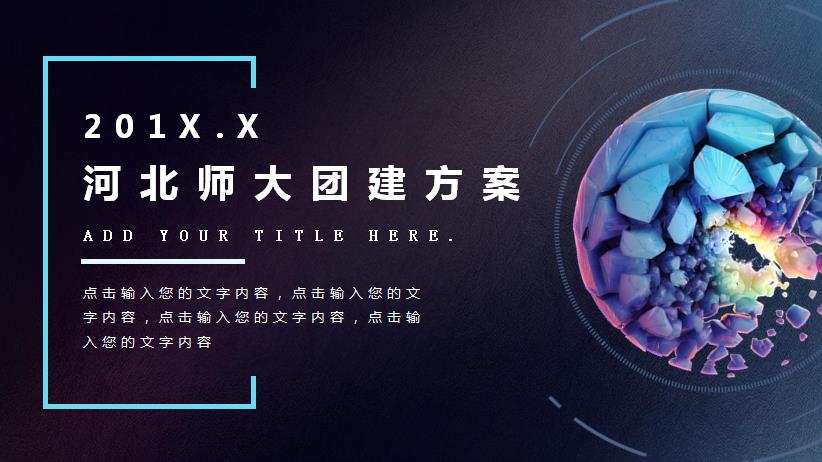 201X.X
河北师大团建方案
ADD YOUR TITLE HERE.
点击输入您的文字内容，点击输入您的文
字内容，点击输入您的文字内容，点击输
入您的文字内容